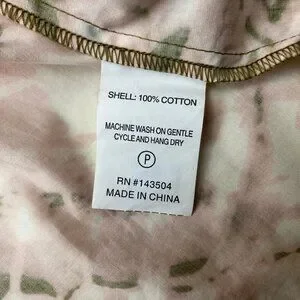 SHELL: 100% COTTON
MACHINE WASH ON GENTLE
CYCLE AND HANG DRY
P
RN #143504
MADE IN CHINA